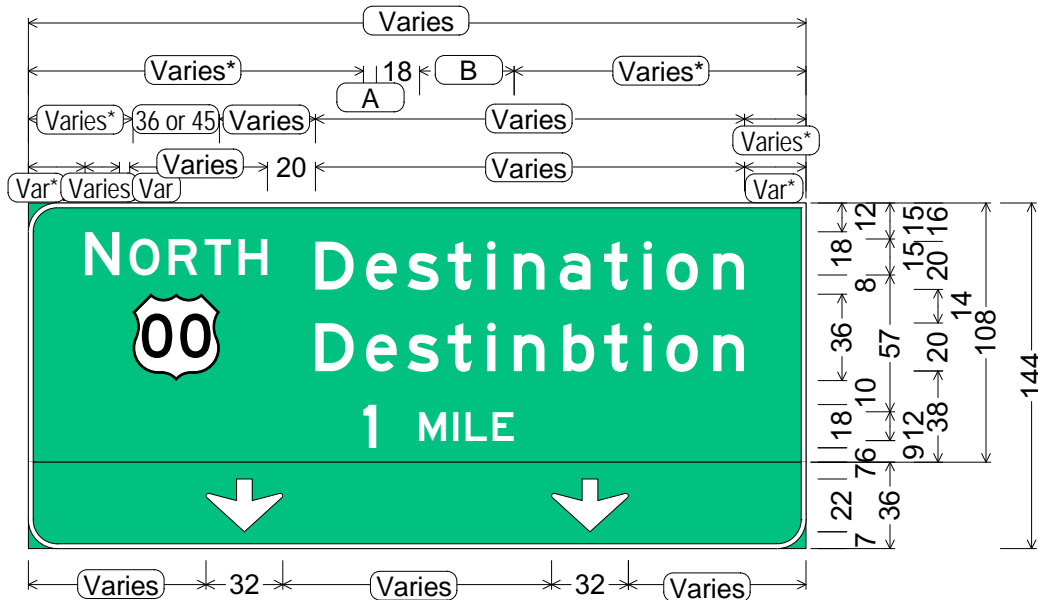 Varies
Varies* 18 B Varies*
A
Varies* 36 or 45 Varies Varies
Varies*
Varies 20 Varies
Var* Varies Var Var*
NORTH Destination
00 Destinbtion
1 MILE
12 15 16
18 15 20
8 14
36 57 20 108
10 144
18 12 38
6 9
7
22 36
7
Varies 32 Varies 32 Varies